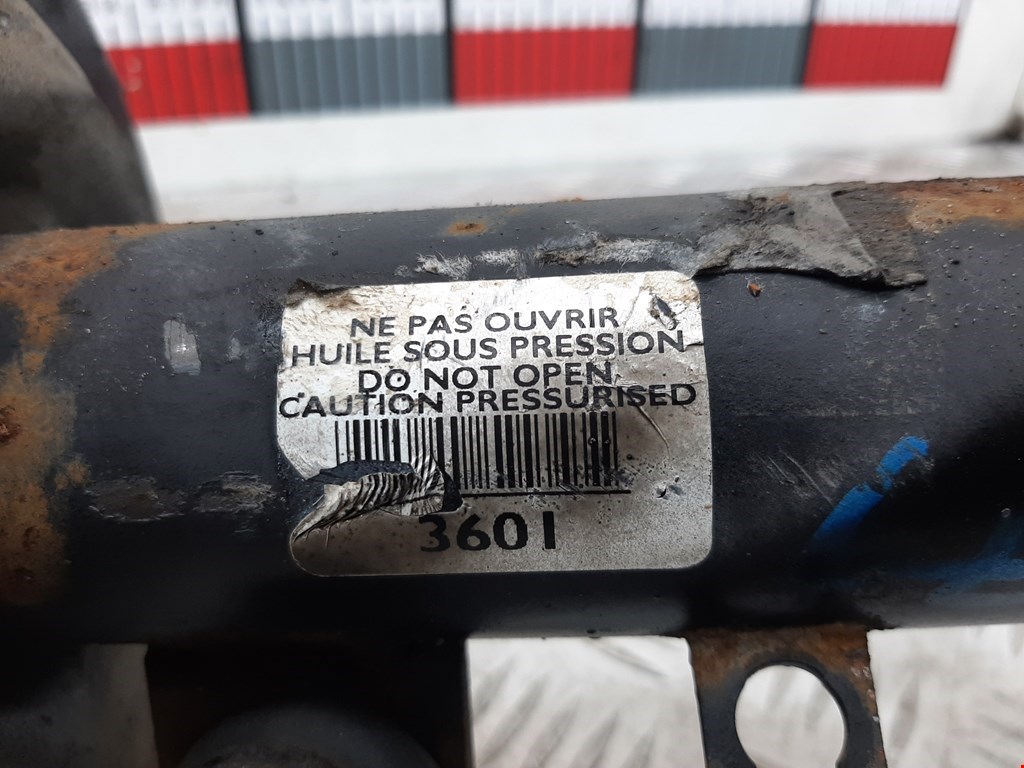 NE PAS OUVRIR
HUILE SOUS PRESSION
DO NOT OPEN
CAUTION PRESSURISED
3601